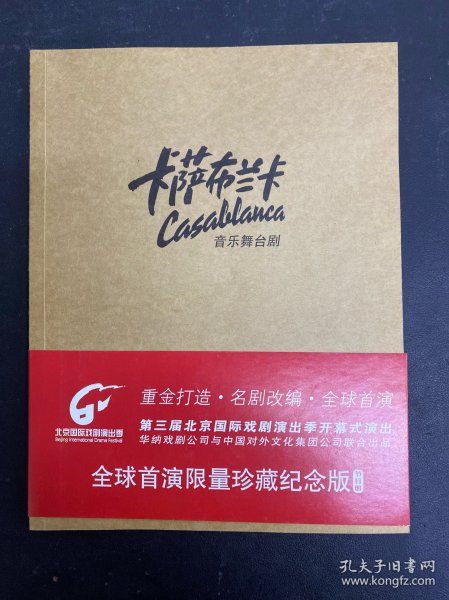 卡萨布兰卡
Casablanca
音乐舞台剧
重金打造·名剧改编·全球首演
北京国际戏剧演出季
Beijing International Drama Festival
第三届北京国际戏剧演出季开幕式演出
华纳戏剧公司与中国对外文化集团公司联合出品
全球首演限量珍藏纪念版
孔夫子旧书网
www.kongfz.com